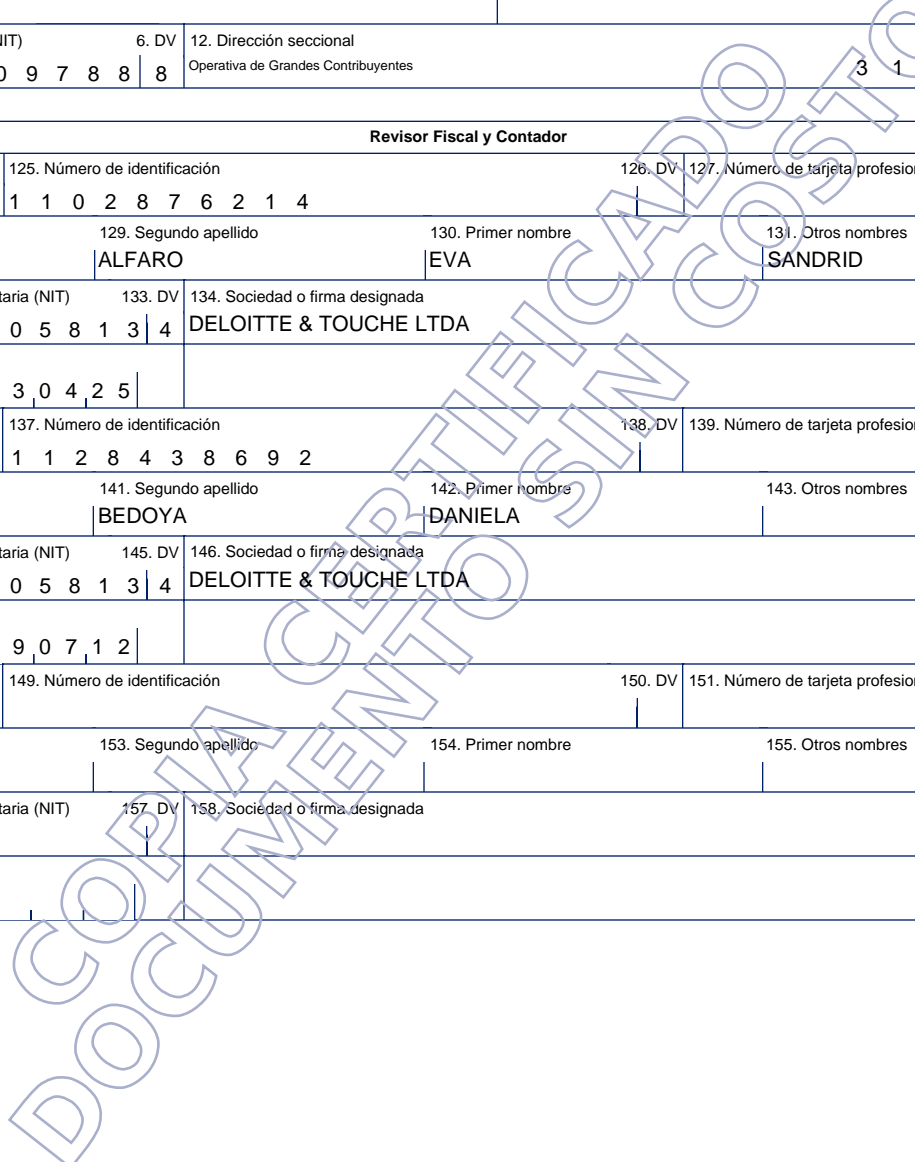 NIT) 6. DV 12. Dirección seccional
0 9 7 8 8 8 Operativa de Grandes Contribuyentes 3 1
Revisor Fiscal y Contador
125. Número de identificación 126. DV 127. Número de tarjeta profesion
1 1 0 2 8 7 6 2 1 4
129. Segundo apellido 130. Primer nombre 131. Otros nombres
ALFARO EVA SANDRID
taria (NIT) 133. DV 134. Sociedad o firma designada
0 5 8 1 3 4 DELOITTE & TOUCHE LTDA
3 0 4 2 5
137. Número de identificación 138. DV 139. Número de tarjeta profesion
1 1 2 8 4 3 8 6 9 2
141. Segundo apellido 142. Primer nombre 143. Otros nombres
BEDOYA DANIELA
taria (NIT) 145. DV 146. Sociedad o firma designada
0 5 8 1 3 4 DELOITTE & TOUCHE LTDA
9 0 7 1 2
149. Número de identificación 150. DV 151. Número de tarjeta profesion
153. Segundo apellido 154. Primer nombre 155. Otros nombres
taria (NIT) 157. DV 158. Sociedad o firma designada
COPIA CERTIFICADO
DOCUMENTO SIN COSTO